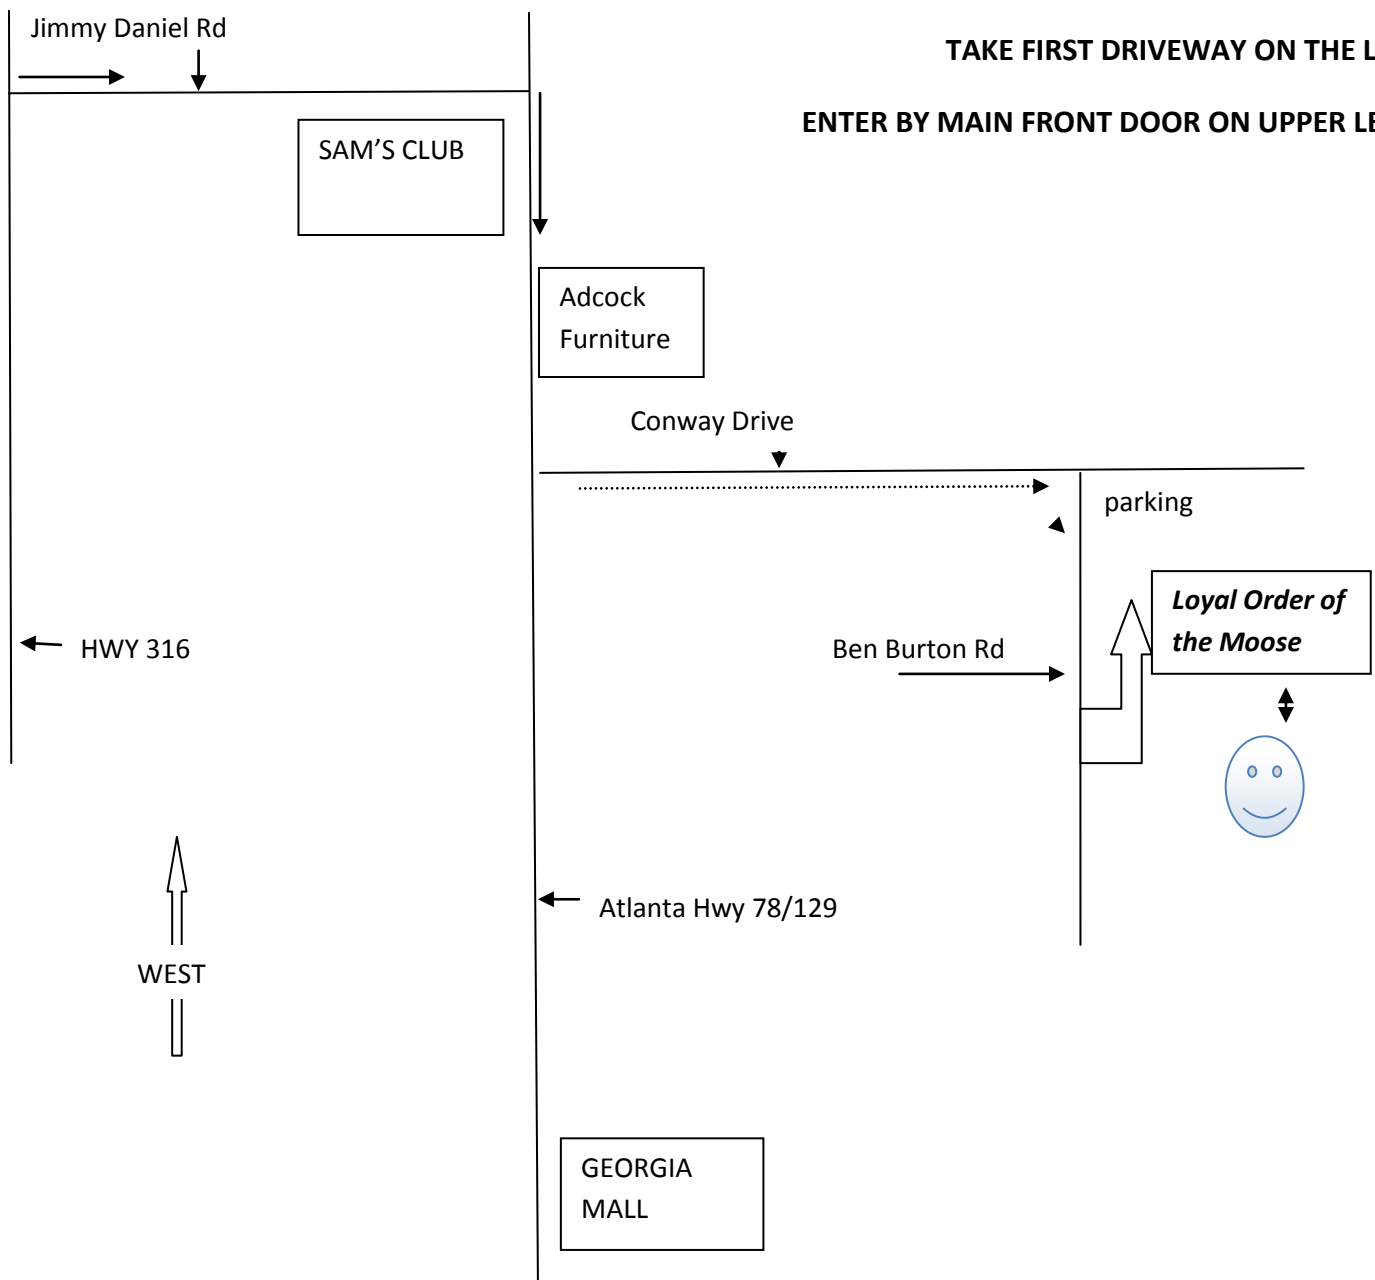 Jimmy Daniel Rd
TAKE FIRST DRIVEWAY ON THE
ENTER BY MAIN FRONT DOOR ON UPPER
SAM'S CLUB
Adcock
Furniture
Conway Drive
parking
Loyal Order of
the Moose
HWY 316
Ben Burton Rd
Atlanta Hwy 78/129
WEST
GEORGIA
MALL